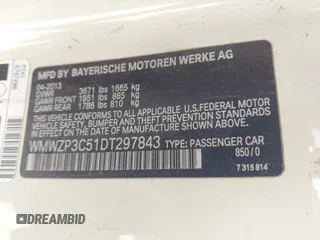 MFD BY BAYERISCHE MOTOREN WERKE AG
04-2013
GVWR 3671 lbs 1665 kg
GAWR FRONT 1951 lbs 885 kg
GAWR REAR 1786 lbs 810 kg
THIS VEHICLE CONFORMS TO ALL APPLICABLE
U.S. FEDERAL MOTOR VEHICLE SAFETY, BUMPER,
AND THEFT PREVENTION STANDARDS
IN EFFECT ON THE DATE OF MANUFACTURE
SHOWN ABOVE.
WMWZP3C51DT297843 TYPE: PASSENGER CAR
850/0
7 315 814
© DIDWIZARD.COM